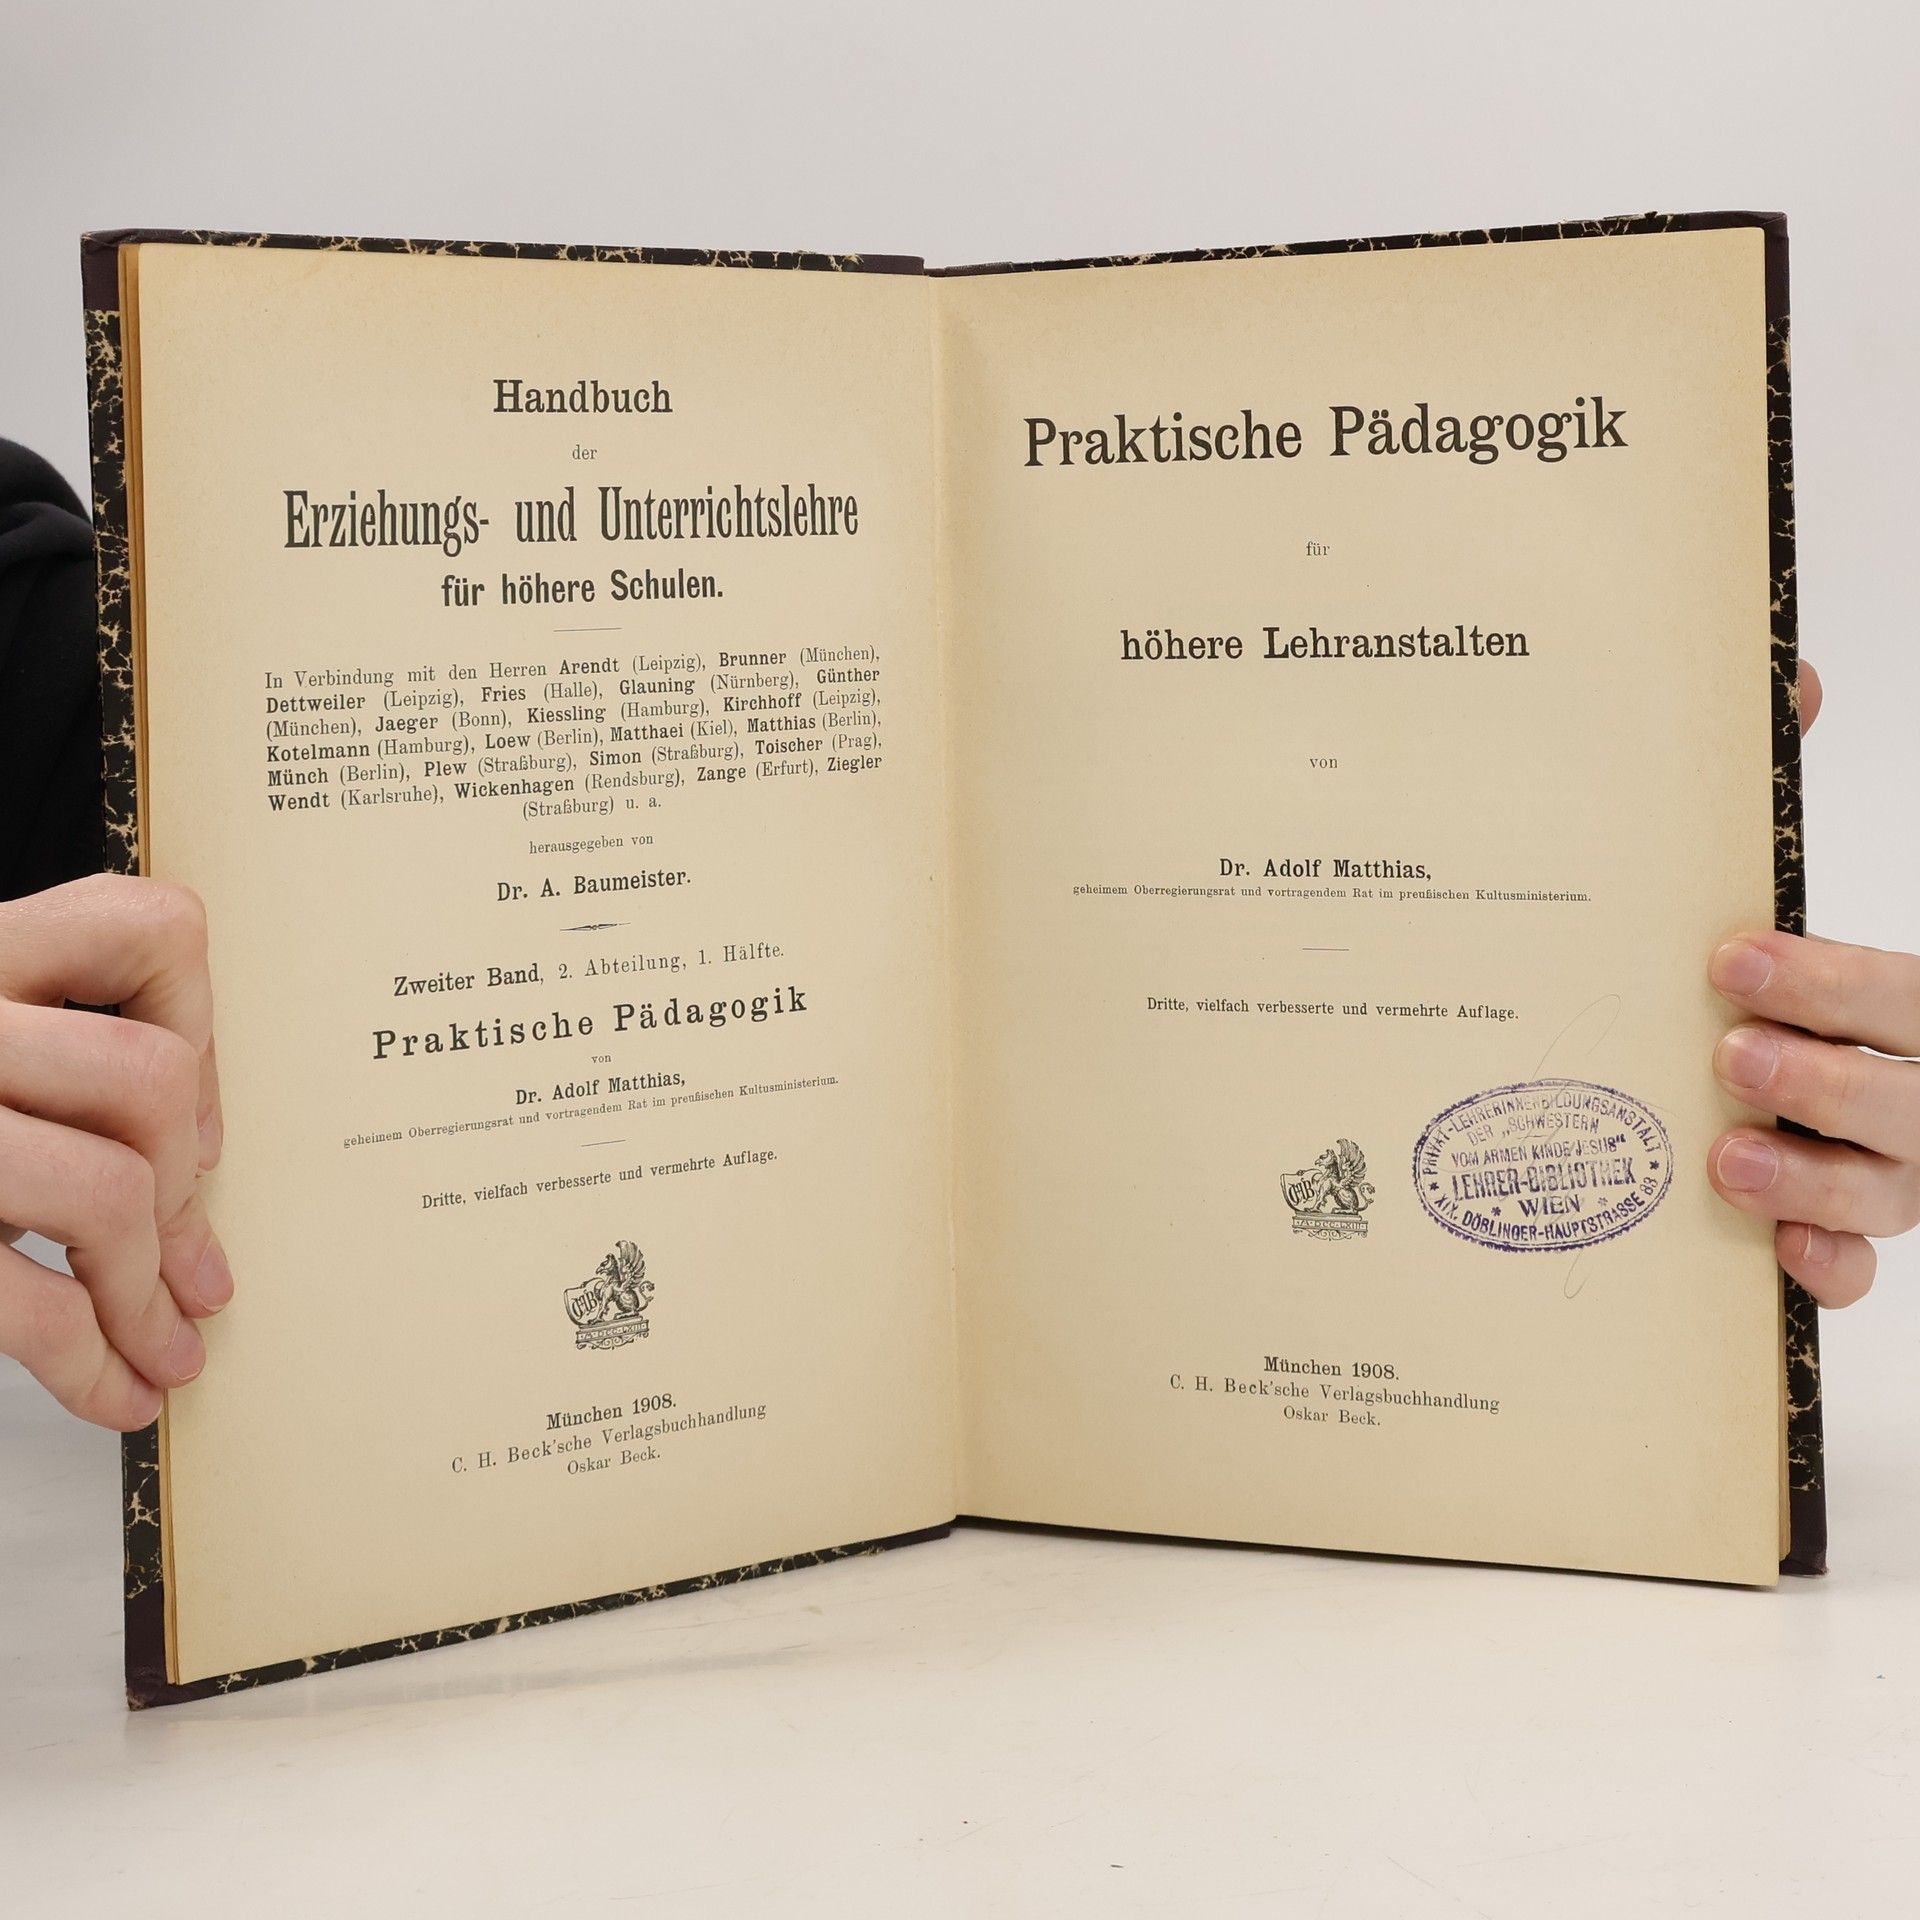 Handbuch
der
Erziehungs- und Unterrichtslehre
für höhere Schulen.
In Verbindung mit den Herren Arendt (Leipzig), Brunner (München),
Dettweiler (Leipzig), Fries (Halle), Glauning (Nürnberg), Günther
(München), Jaeger (Bonn), Kiessling (Hamburg), Kirchhoff (Leipzig),
Kotelmann (Hamburg), Loew (Berlin), Matthaei (Kiel), Matthias (Berlin),
Münch (Berlin), Plew (Straßburg), Simon (Straßburg), Toischer (Prag),
Wendt (Karlsruhe), Wickenhagen (Rendsburg), Zange (Erfurt), Ziegler
(Straßburg) u. a.
herausgegeben von
Dr. A. Baumeister.
Zweiter Band, 2. Abteilung, 1. Hälfte.
Praktische Pädagogik
von
Dr. Adolf Matthias,
geheimem Oberregierungsrat und vortragendem Rat im preußischen Kultusministerium.
Dritte, vielfach verbesserte und vermehrte Auflage.
CHB
MDCCLXIII
München 1908.
C. H. Beck'sche Verlagsbuchhandlung
Oskar Beck.
Praktische Pädagogik
für
höhere Lehranstalten
von
Dr. Adolf Matthias,
geheimem Oberregierungsrat und vortragendem Rat im preußischen Kultusministerium.
Dritte, vielfach verbesserte und vermehrte Auflage.
CHB
MDCCLXIII
PRIVAT-LEHRERINNENBILDUNGSANSTALT
DER „SCHWESTERN
VOM ARMEN KINDE JESUS"
LEHRER-BIBLIOTHEK
* WIEN *
XIX. DÖBLINGER-HAUPTSTRASSE 83
München 1908.
C. H. Beck'sche Verlagsbuchhandlung
Oskar Beck.